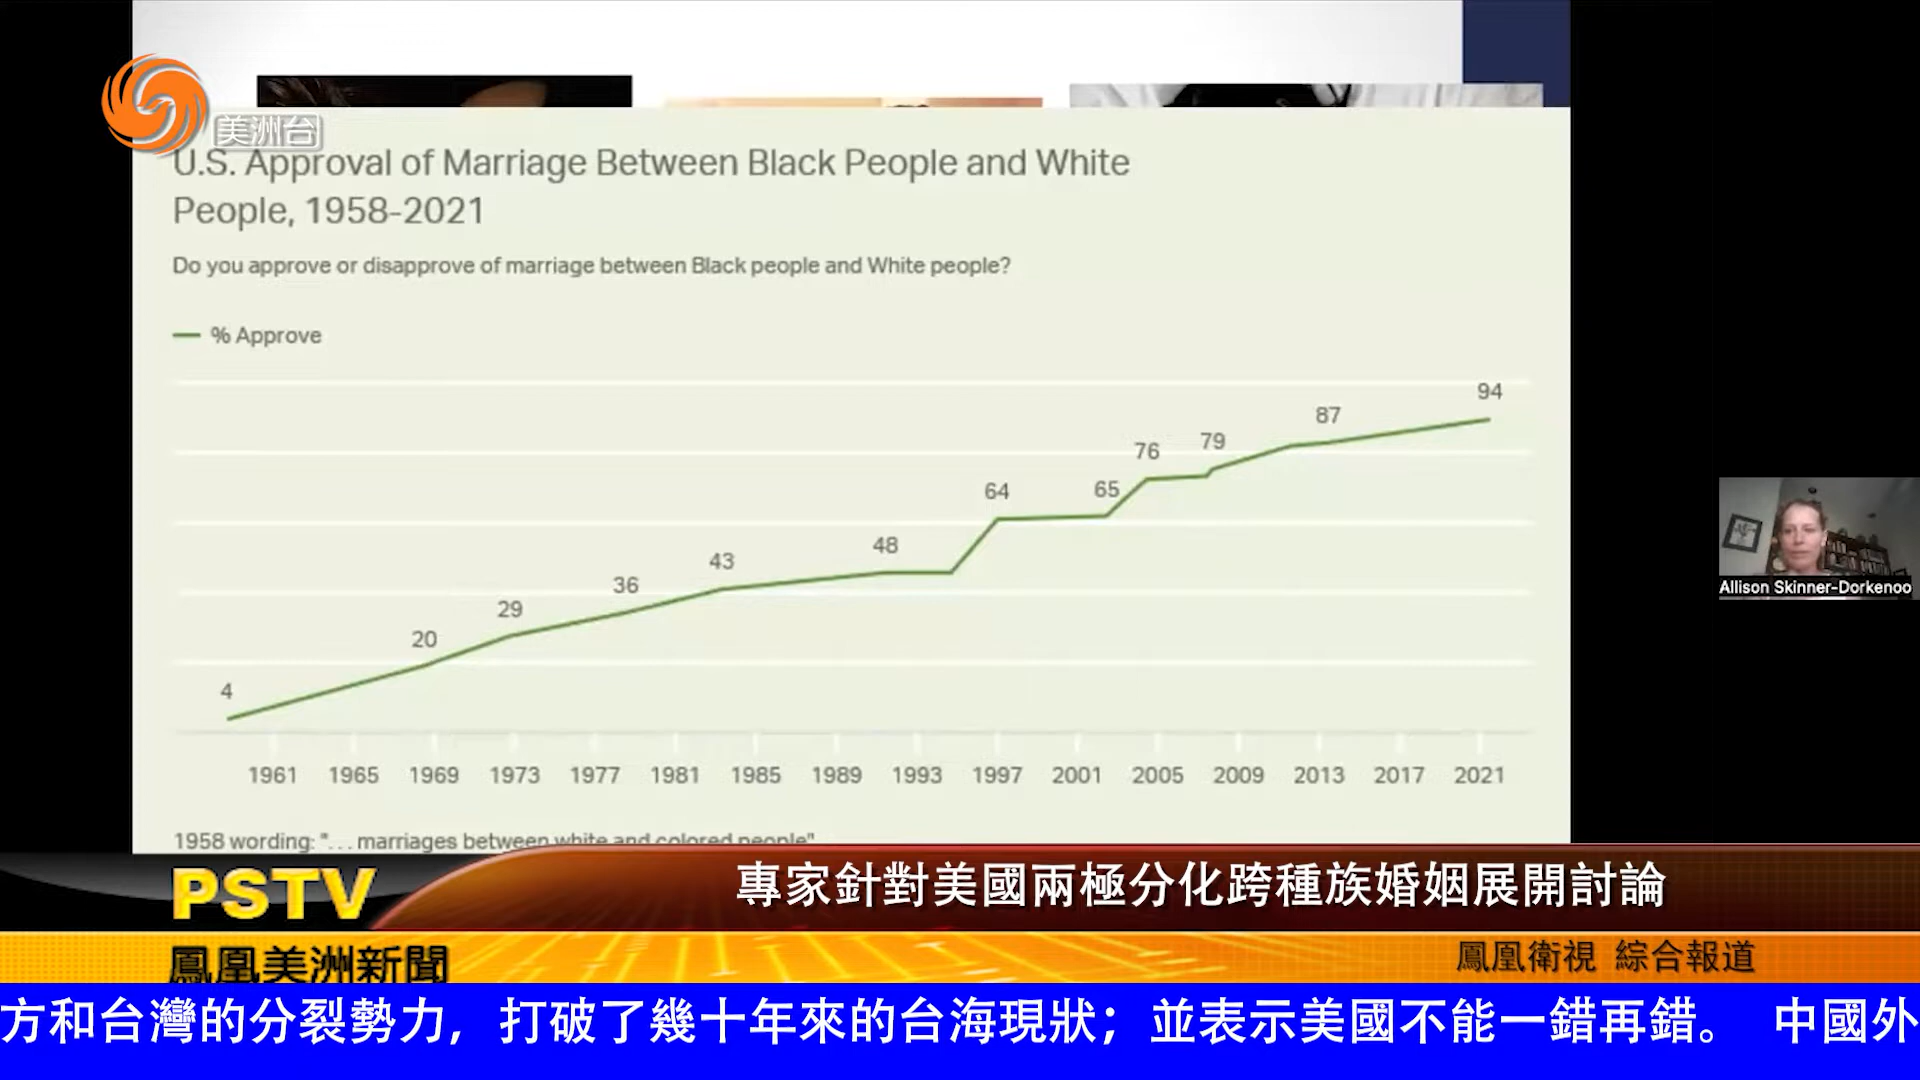 美洲台
U.S. Approval of Marriage Between Black People and White
People, 1958-2021
Do you approve or disapprove of marriage between Black people and White people?
% Approve
94
87
79
76
65
64
48
43
36
29
20
4
1961 1965 1969 1973 1977 1981 1985 1989 1993 1997 2001 2005 2009 2013 2017 2021
1958 wording: "... marriages between white and colored people"
Allison Skinner-Dorkenoo
PSTV
專家針對美國兩極分化跨種族婚姻展開討論
鳳凰美洲新聞
鳳凰衛視 綜合報道
方和台灣的分裂勢力，打破了幾十年來的台海現狀；並表示美國不能一錯再錯。 中國外